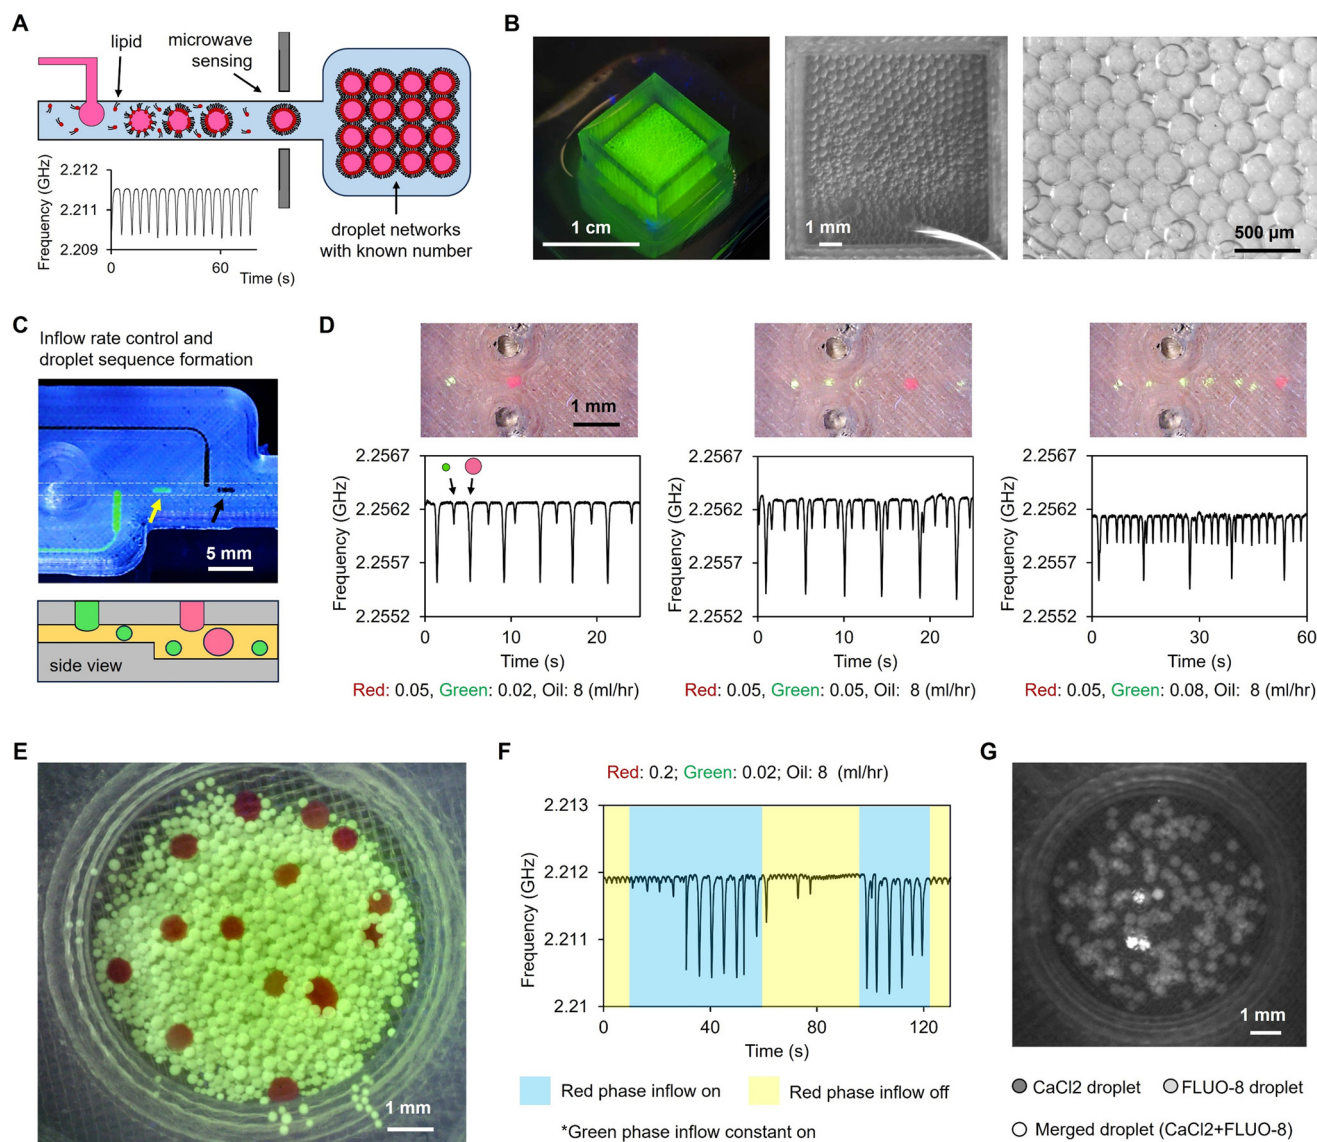 A
lipid
microwave
sensing
Frequency (GHz)
2.212
2.211
2.209
0
60
Time (s)
droplet networks
with known number
B
1 cm
1 mm
500 µm
C
Inflow rate control and
droplet sequence formation
5 mm
side view
D
1 mm
Frequency (GHz)
2.2567
2.2562
2.2557
2.2552
0
10
20
Time (s)
Red: 0.05, Green: 0.02, Oil: 8 (ml/hr)
Frequency (GHz)
2.2567
2.2562
2.2557
2.2552
0
10
20
Time (s)
Red: 0.05, Green: 0.05, Oil: 8 (ml/hr)
Frequency (GHz)
2.2567
2.2562
2.2557
2.2552
0
20
40
60
Time (s)
Red: 0.05, Green: 0.08, Oil: 8 (ml/hr)
E
1 mm
F
Red: 0.2; Green: 0.02; Oil: 8 (ml/hr)
Frequency (GHz)
2.213
2.212
2.211
2.21
0
40
80
120
Time (s)
Red phase inflow on
Red phase inflow off
*Green phase inflow constant on
G
1 mm
CaCl2 droplet
FLUO-8 droplet
Merged droplet (CaCl2+FLUO-8)